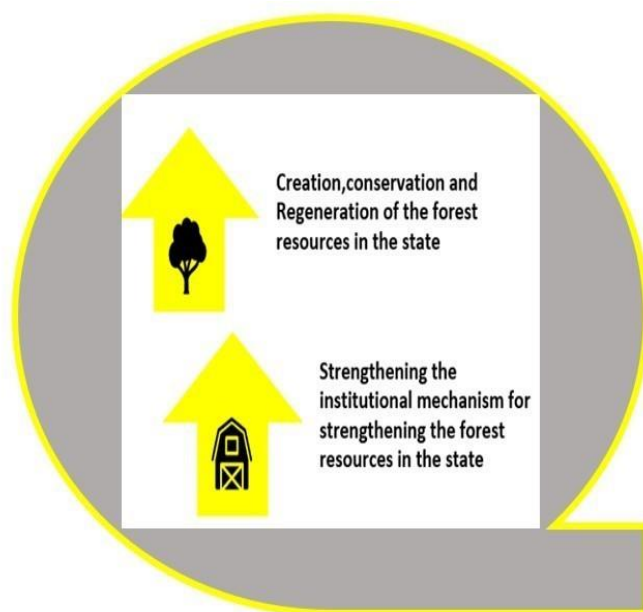 Creation,conservation and
Regeneration of the forest
resources in the state
Strengthening the
institutional mechanism for
strengthening the forest
resources in the state